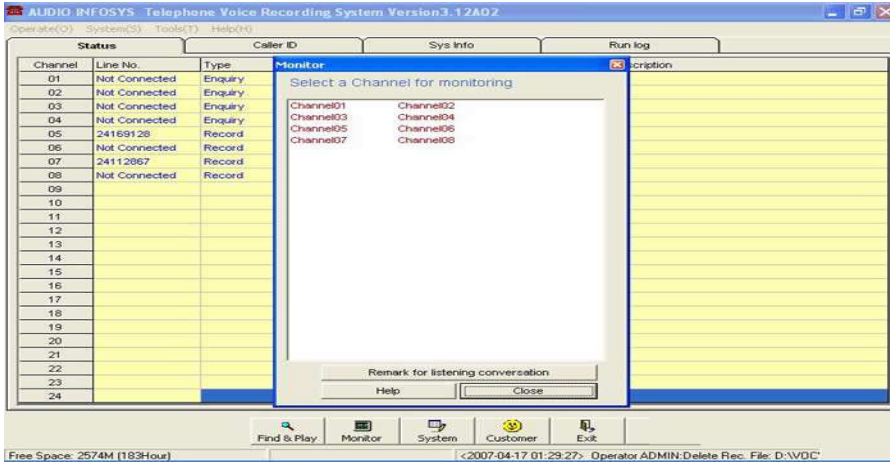 AUDIO INFOSYS Telephone Voice Recording System Version3.12A02
Operate(O) System(S) Tools(T) Help(H)
Status Caller ID Sys Info Run log
Channel Line No. Type cription
01 Not Connected Enquiry
02 Not Connected Enquiry
03 Not Connected Enquiry
04 Not Connected Enquiry
05 24169128 Record
06 Not Connected Record
07 24112867 Record
08 Not Connected Record
09
10
11
12
13
14
15
16
17
18
19
20
21
22
23
24
Monitor
Select a Channel for monitoring
Channel01 Channel02
Channel03 Channel04
Channel05 Channel06
Channel07 Channel08
Remark for listening conversation
Help Close
Find & Play Monitor System Customer Exit
Free Space: 2574M (183Hour) <2007-04-17 01:29:27> Operator ADMIN:Delete Rec. File: D:\VOC'